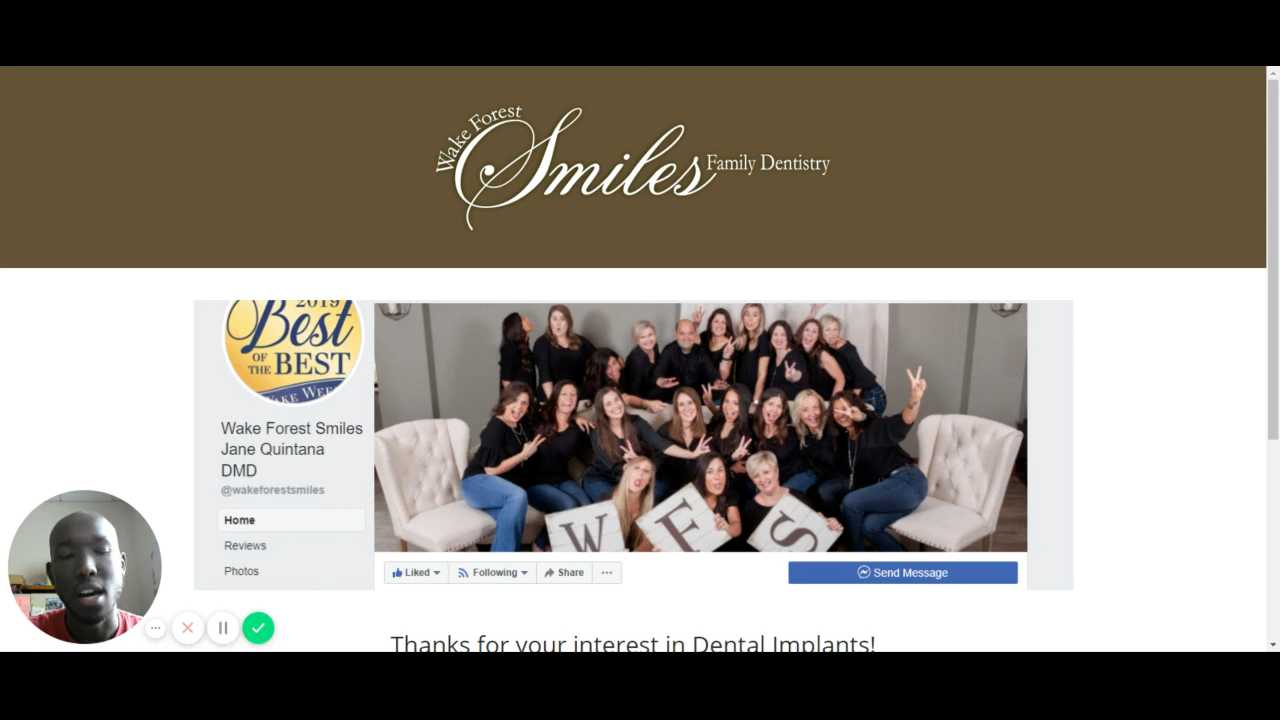 Wake Forest
Smiles
Family Dentistry
2019
Best
OF
THE BEST
Wake Forest Smiles
Jane Quintana
DMD
@wakeforestsmiles
Home
Reviews
Photos
W F S
Liked
Following
Share
Send Message
Thanks for your interest in Dental Implants!